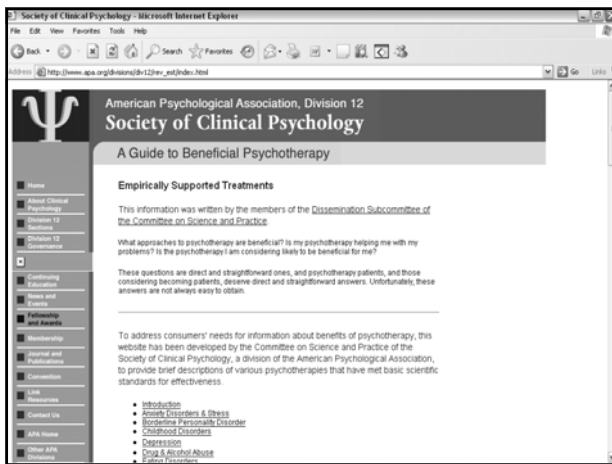 Society of Clinical Psychology - Microsoft Internet Explorer
File Edit View Favorites Tools Help
Back Search Favorites
Address http://www.apa.org/divisions/div12/rev_est/index.html Go Links
American Psychological Association, Division 12
Society of Clinical Psychology
A Guide to Beneficial Psychotherapy
Home
About Clinical
Psychology
Division 12
Sections
Division 12
Governance
Continuing
Education
News and
Events
Fellowship
and Awards
Membership
Journal and
Publications
Convention
Link
Resources
Contact Us
APA Home
Other APA
Divisions
Empirically Supported Treatments
This information was written by the members of the Dissemination Subcommittee of
the Committee on Science and Practice.
What approaches to psychotherapy are beneficial? Is my psychotherapy helping me with my
problems? Is the psychotherapy I am considering likely to be beneficial for me?
These questions are direct and straightforward ones, and psychotherapy patients, and those
considering becoming patients, deserve direct and straightforward answers. Unfortunately, these
answers are not always easy to obtain.
To address consumers' needs for information about benefits of psychotherapy, this
website has been developed by the Committee on Science and Practice of the
Society of Clinical Psychology, a division of the American Psychological Association,
to provide brief descriptions of various psychotherapies that have met basic scientific
standards for effectiveness.
Introduction
Anxiety Disorders & Stress
Borderline Personality Disorder
Childhood Disorders
Depression
Drug & Alcohol Abuse
Eating Disorders